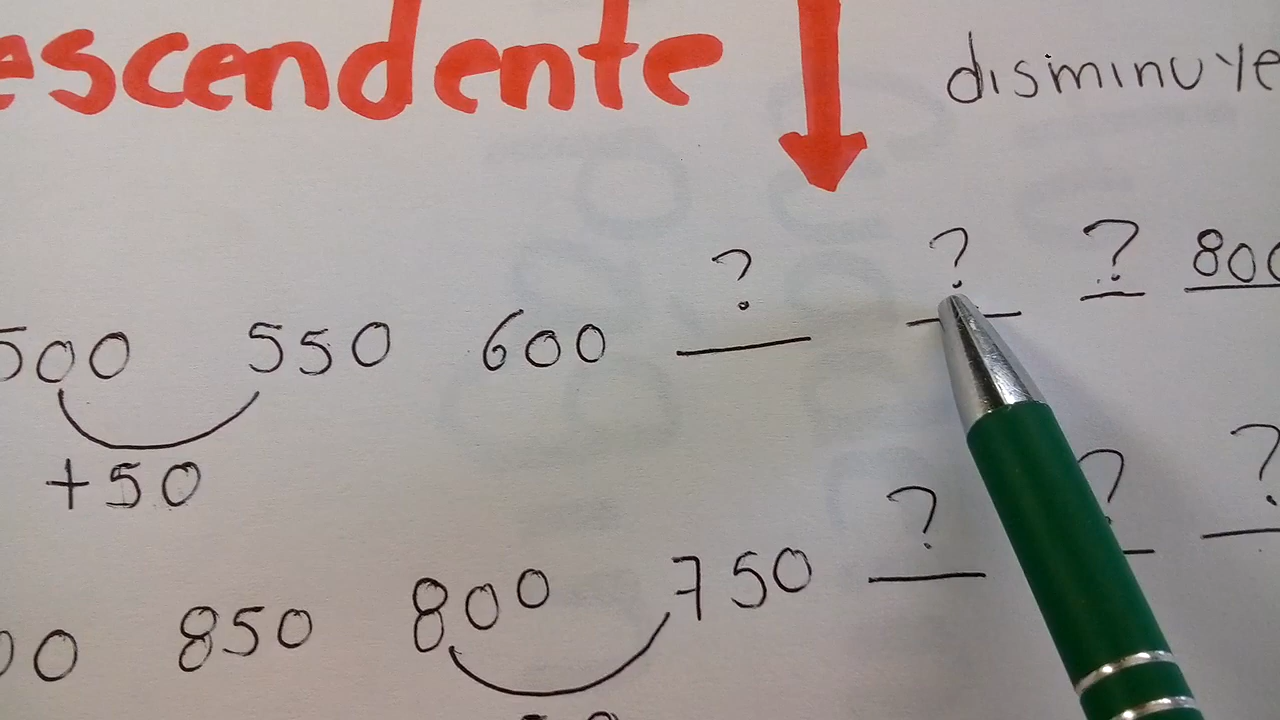 escendente disminuye
500 550 600 ? ? ? 800
+50
00 850 800 750 ? ? ?